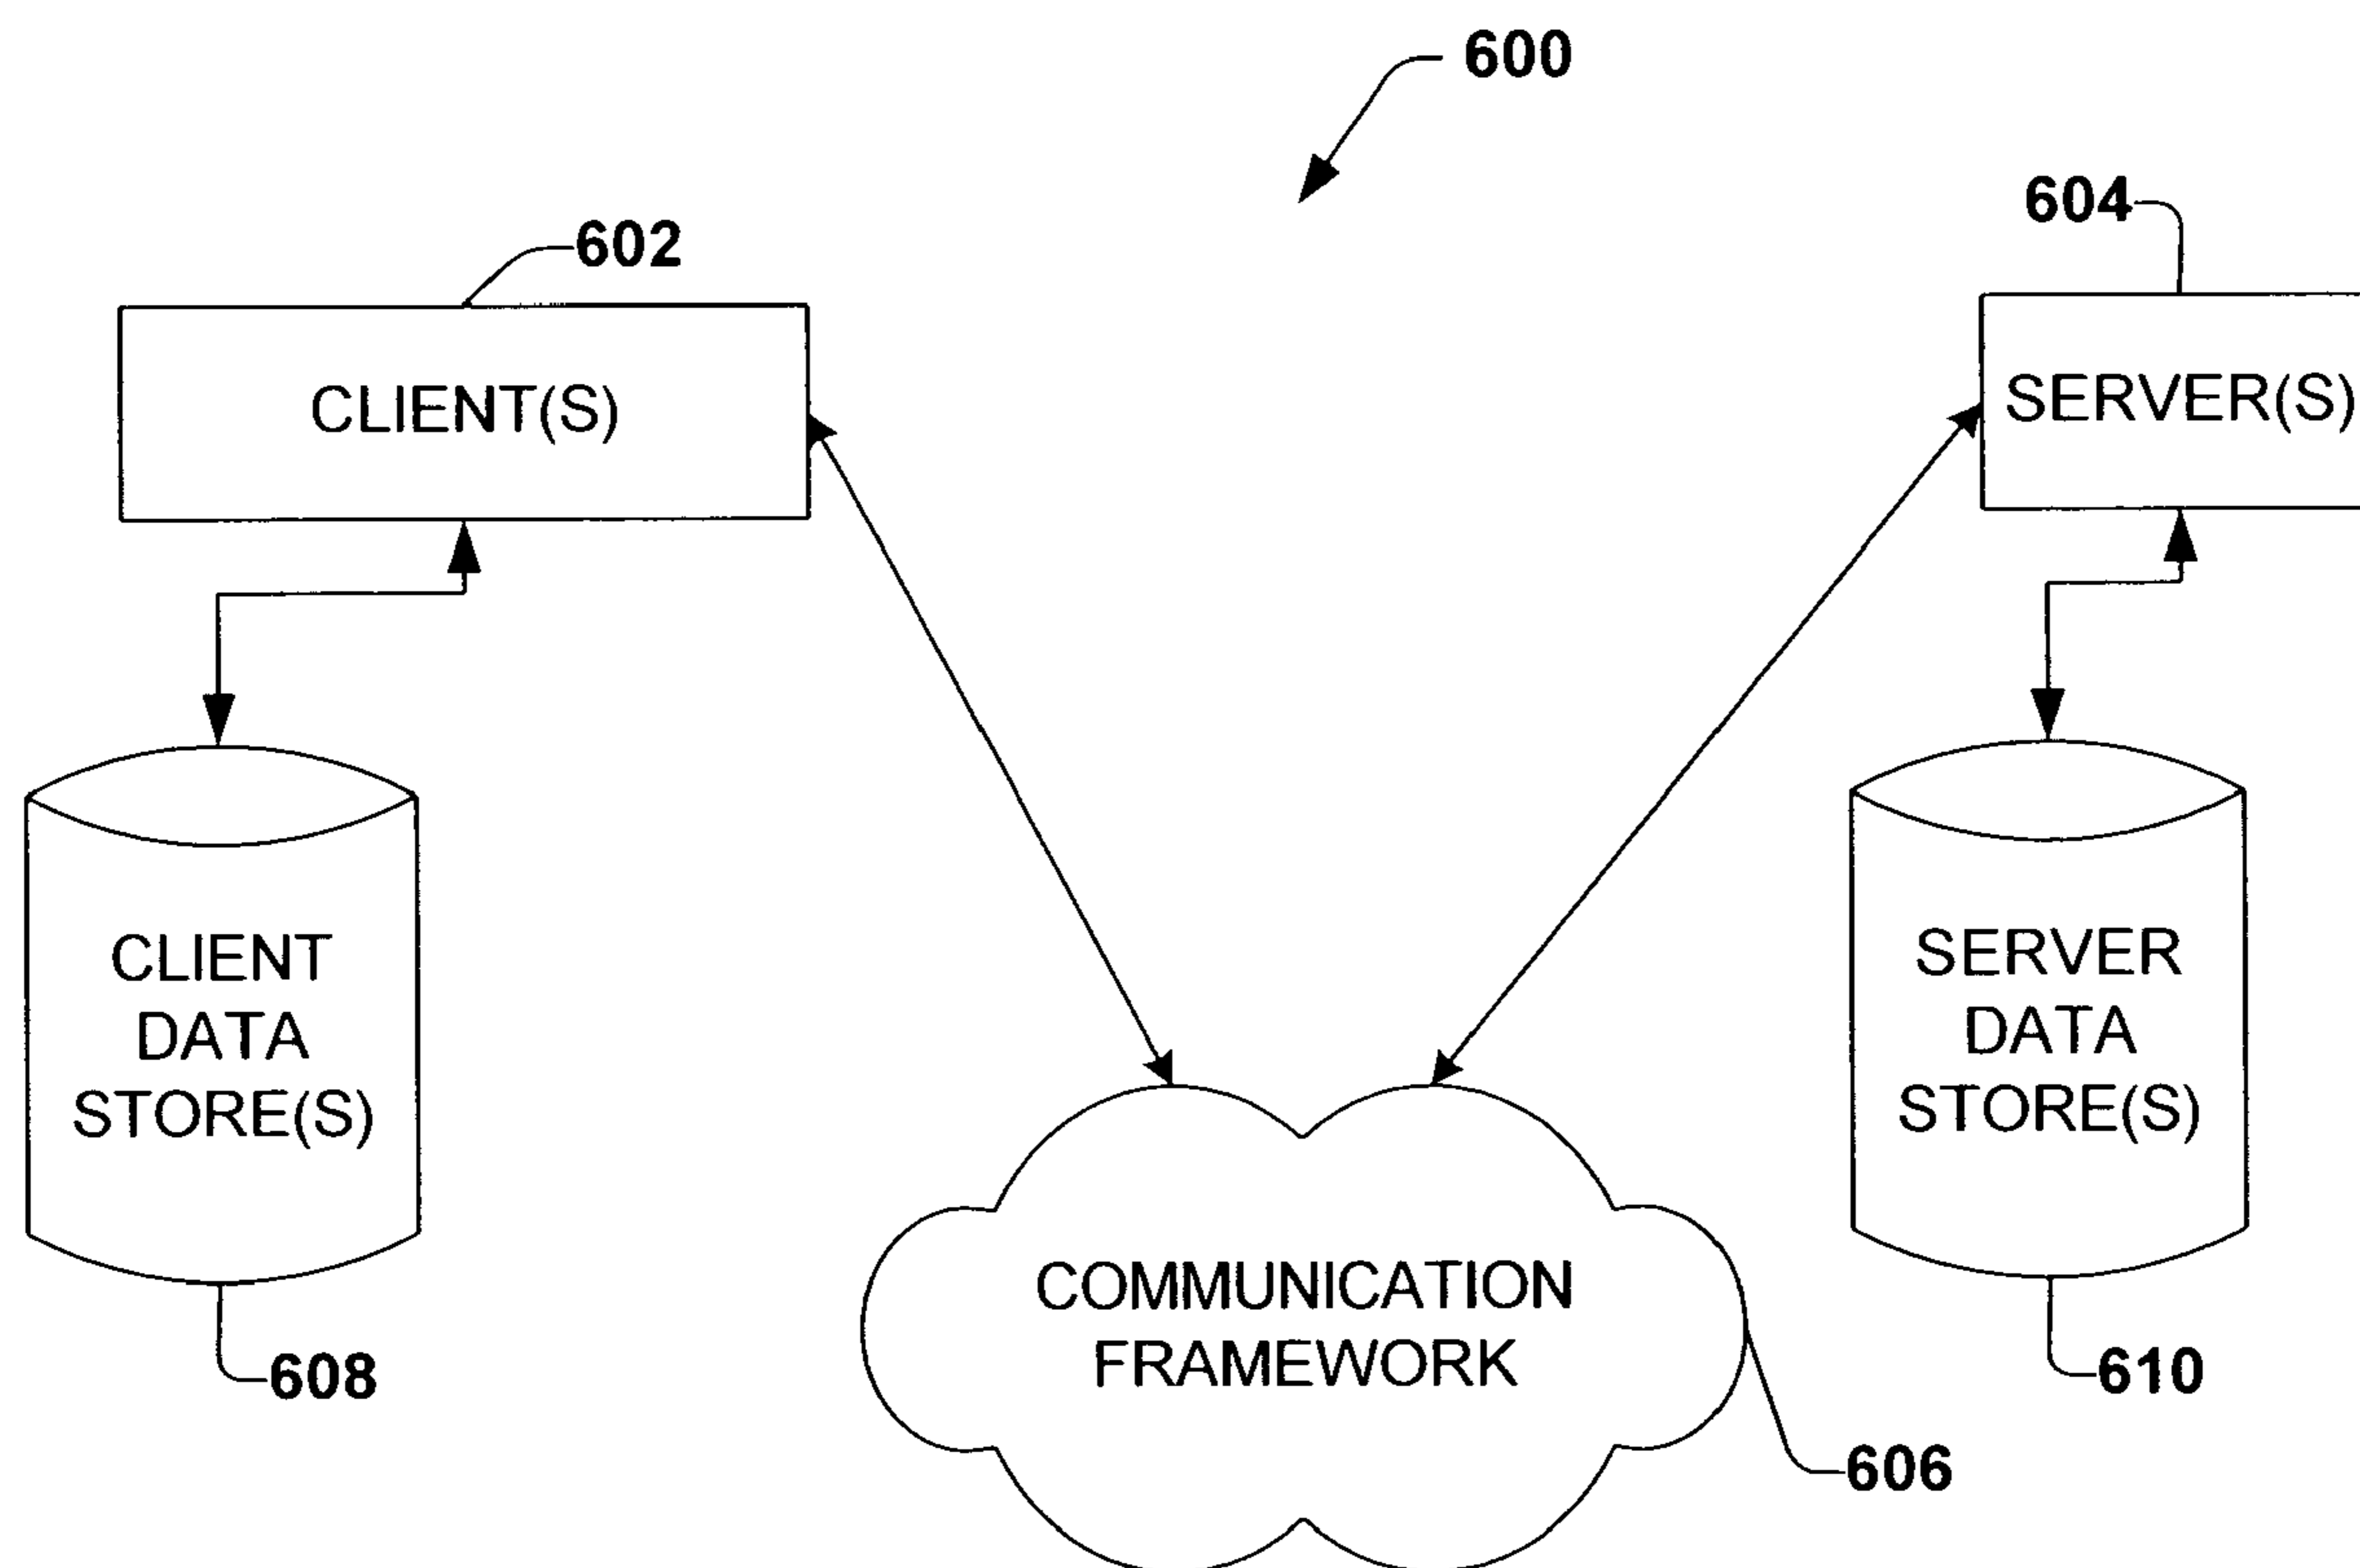 600
602
604
CLIENT(S)
SERVER(S)
CLIENT
DATA
STORE(S)
SERVER
DATA
STORE(S)
COMMUNICATION
FRAMEWORK
608
610
606